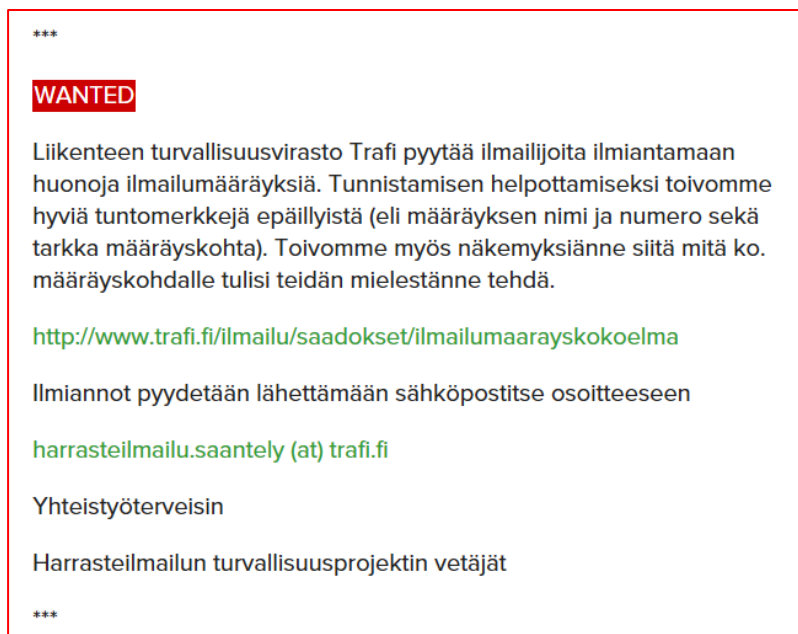 ***
WANTED
Liikenteen turvallisuusvirasto Trafi pyytää ilmailijoita ilmiantamaan
huonoja ilmailumääräyksiä. Tunnistamisen helpottamiseksi toivomme
hyviä tuntomerkkejä epäillyistä (eli määräyksen nimi ja numero sekä
tarkka määräyskohta). Toivomme myös näkemyksiänne siitä mitä ko.
määräyskohdalle tulisi teidän mielestänne tehdä.
http://www.trafi.fi/ilmailu/saadokset/ilmailumaarayskokoelma
Ilmiannot pyydetään lähettämään sähköpostitse osoitteeseen
harrasteilmailu.saantely (at) trafi.fi
Yhteistyöterveisin
Harrasteilmailun turvallisuusprojektin vetäjät
***